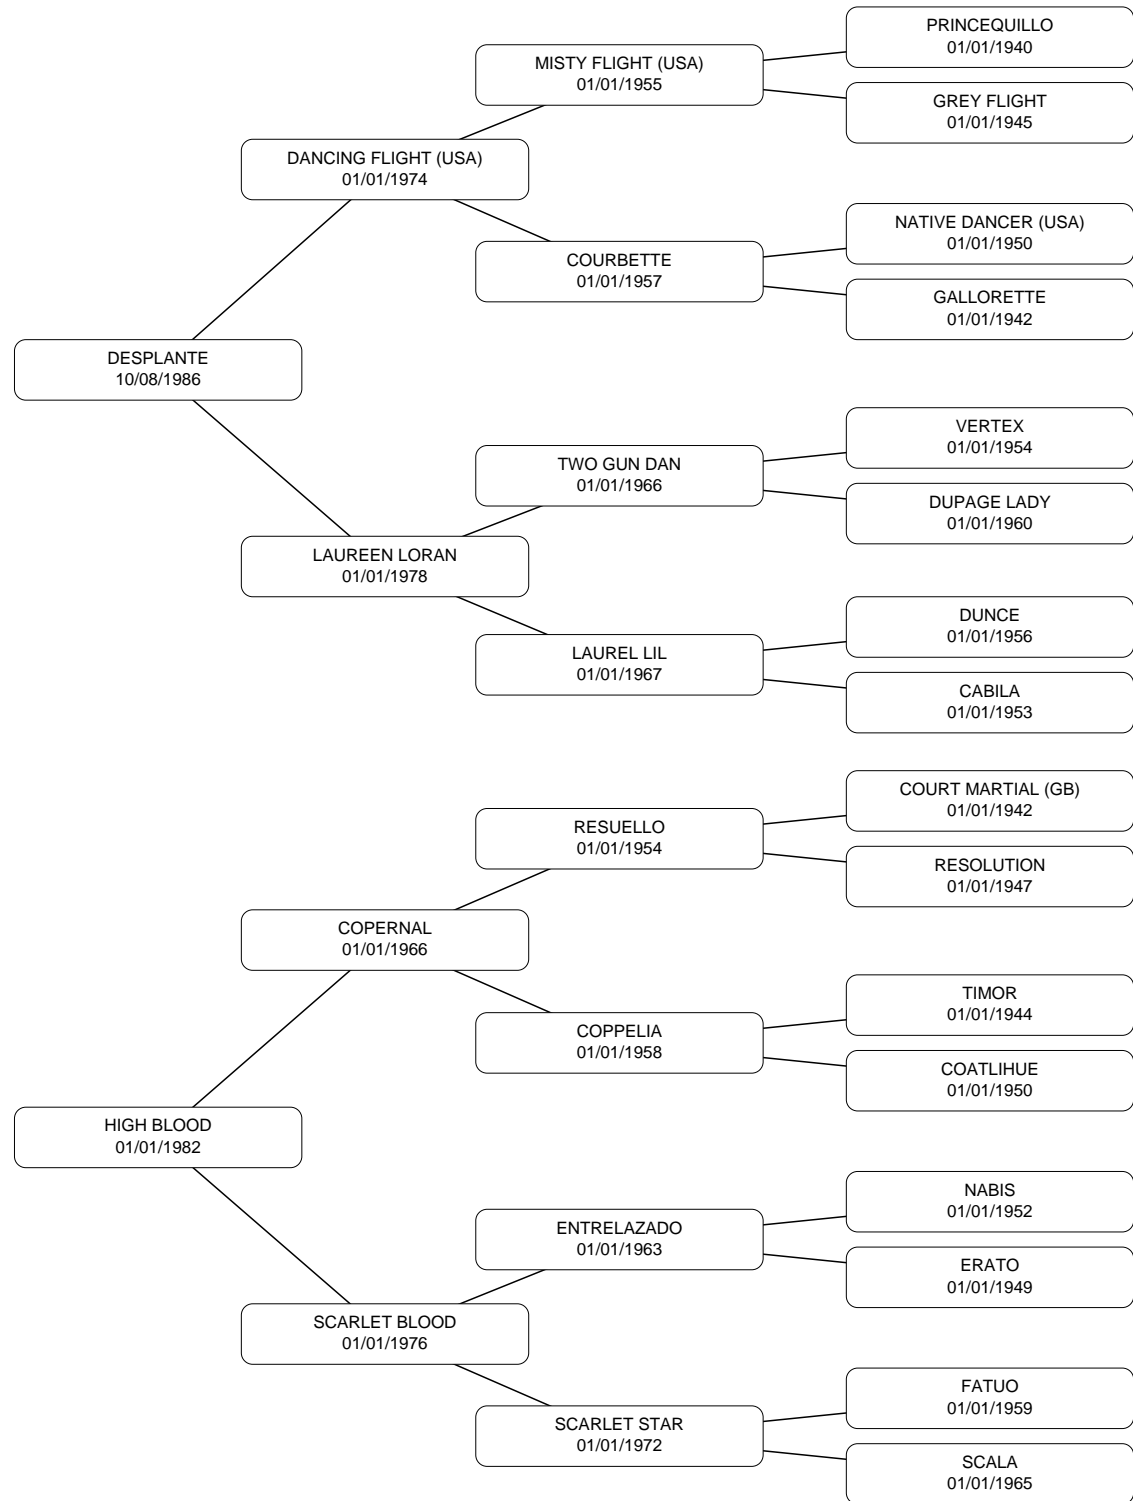 PRINCEQUILLO
01/01/1940
MISTY FLIGHT (USA)
01/01/1955
GREY FLIGHT
01/01/1945
DANCING FLIGHT (USA)
01/01/1974
NATIVE DANCER (USA)
01/01/1950
COURBETTE
01/01/1957
GALLORETTE
01/01/1942
DESPLANTE
10/08/1986
VERTEX
01/01/1954
TWO GUN DAN
01/01/1966
DUPAGE LADY
01/01/1960
LAUREEN LORAN
01/01/1978
DUNCE
01/01/1956
LAUREL LIL
01/01/1967
CABILA
01/01/1953
COURT MARTIAL (GB)
01/01/1942
RESUELLO
01/01/1954
RESOLUTION
01/01/1947
COPERNAL
01/01/1966
TIMOR
01/01/1944
COPPELIA
01/01/1958
COATLIHUE
01/01/1950
HIGH BLOOD
01/01/1982
NABIS
01/01/1952
ENTRELAZADO
01/01/1963
ERATO
01/01/1949
SCARLET BLOOD
01/01/1976
FATUO
01/01/1959
SCARLET STAR
01/01/1972
SCALA
01/01/1965